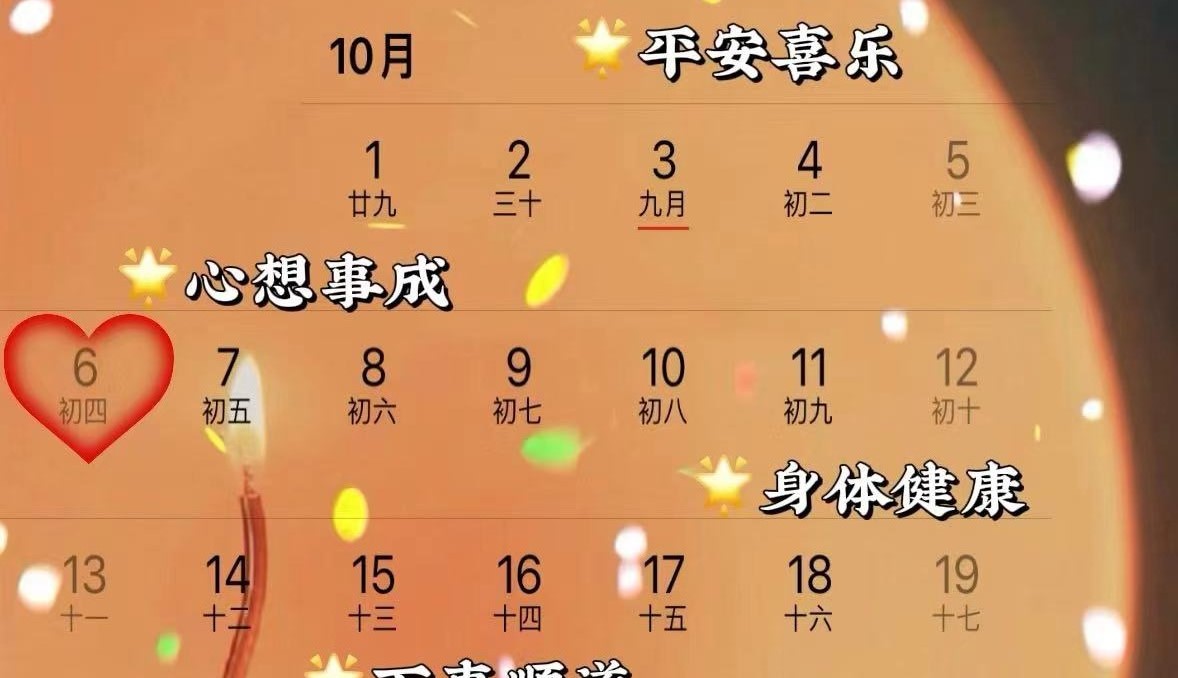 10月
平安喜乐
1 2 3 4 5
廿九 三十 九月 初二 初三
心想事成
6 7 8 9 10 11 12
初四 初五 初六 初七 初八 初九 初十
身体健康
13 14 15 16 17 18 19
十一 十二 十三 十四 十五 十六 十七